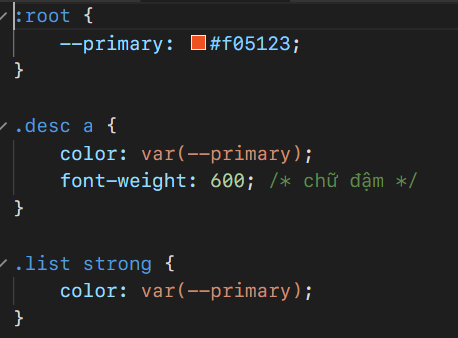 :root {
--primary: #f05123;
}
.desc a {
color: var(--primary);
font-weight: 600; /* chữ đậm */
}
.list strong {
color: var(--primary);
}